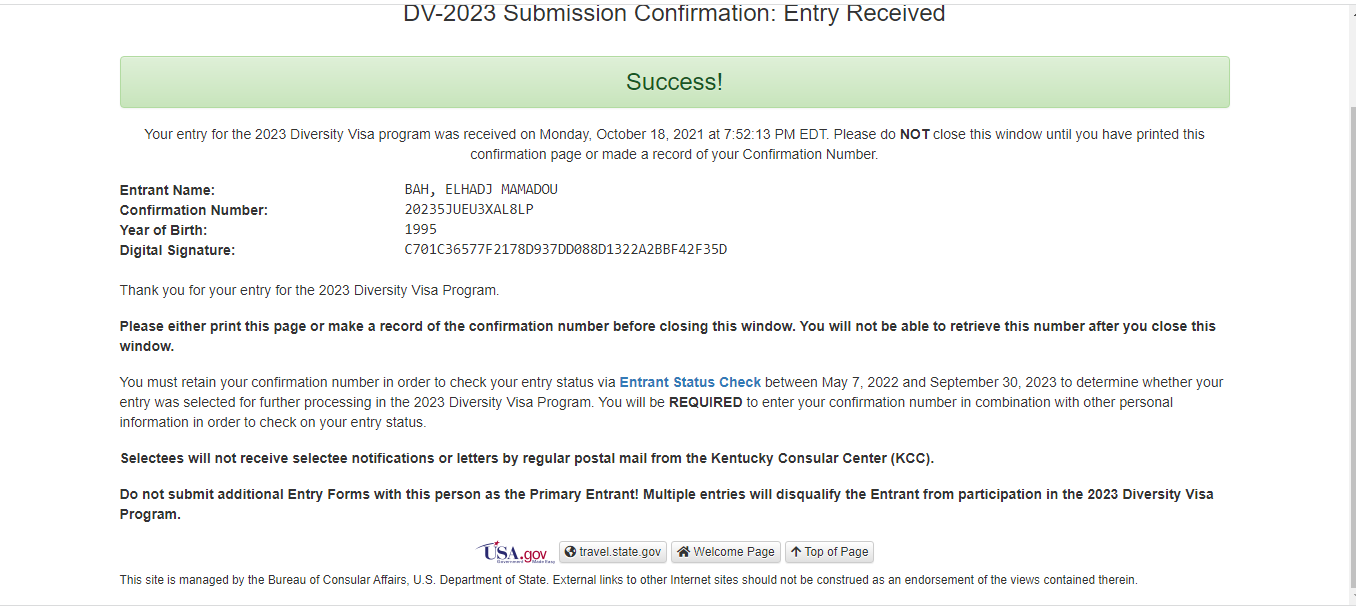 DV-2023 Submission Confirmation: Entry Received
Success!
Your entry for the 2023 Diversity Visa program was received on Monday, October 18, 2021 at 7:52:13 PM EDT. Please do NOT close this window until you have printed this
confirmation page or made a record of your Confirmation Number.
Entrant Name: BAH, ELHADJ MAMADOU
Confirmation Number: 20235JUEU3XAL8LP
Year of Birth: 1995
Digital Signature: C701C36577F2178D937DD088D1322A2BBF42F35D
Thank you for your entry for the 2023 Diversity Visa Program.
Please either print this page or make a record of the confirmation number before closing this window. You will not be able to retrieve this number after you close this
window.
You must retain your confirmation number in order to check your entry status via Entrant Status Check between May 7, 2022 and September 30, 2023 to determine whether your
entry was selected for further processing in the 2023 Diversity Visa Program. You will be REQUIRED to enter your confirmation number in combination with other personal
information in order to check on your entry status.
Selectees will not receive selectee notifications or letters by regular postal mail from the Kentucky Consular Center (KCC).
Do not submit additional Entry Forms with this person as the Primary Entrant! Multiple entries will disqualify the Entrant from participation in the 2023 Diversity Visa
Program.
USA.gov travel.state.gov Welcome Page Top of Page
Government Made Easy
This site is managed by the Bureau of Consular Affairs, U.S. Department of State. External links to other Internet sites should not be construed as an endorsement of the views contained therein.